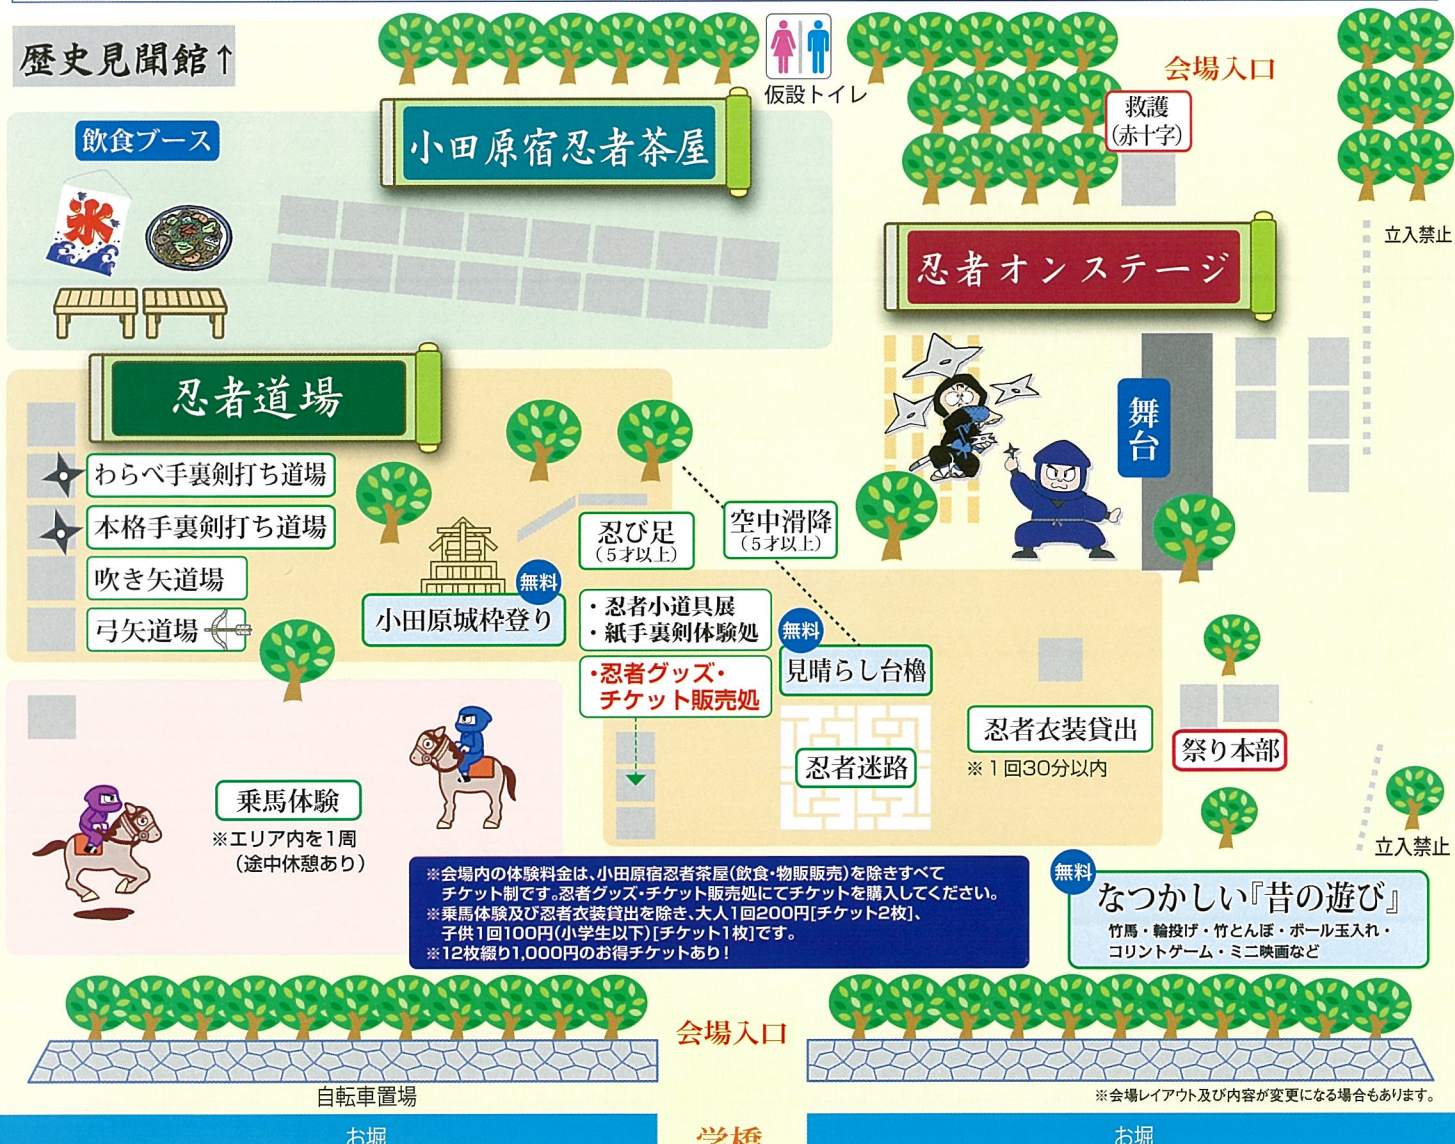 歴史見聞館↑
仮設トイレ
会場入口
救護
(赤十字)
飲食ブース
氷
小田原宿忍者茶屋
立入禁止
忍者オンステージ
舞台
忍者道場
わらべ手裏剣打ち道場
本格手裏剣打ち道場
吹き矢道場
弓矢道場
無料
小田原城枠登り
忍び足
(5才以上)
空中滑降
(5才以上)
・忍者小道具展
・紙手裏剣体験処
・忍者グッズ・
チケット販売処
無料
見晴らし台櫓
忍者迷路
忍者衣装貸出
※1回30分以内
祭り本部
乗馬体験
※エリア内を1周
(途中休憩あり)
立入禁止
※会場内の体験料金は、小田原宿忍者茶屋(飲食・物販販売)を除きすべて
チケット制です。忍者グッズ・チケット販売処にてチケットを購入してください。
※乗馬体験及び忍者衣装貸出を除き、大人1回200円[チケット2枚]、
子供1回100円(小学生以下)[チケット1枚]です。
※12枚綴り1,000円のお得チケットあり!
無料
なつかしい『昔の遊び』
竹馬・輪投げ・竹とんぼ・ボール玉入れ・
コリントゲーム・ミニ映画など
会場入口
自転車置場
※会場レイアウト及び内容が変更になる場合もあります。
お堀
学橋
お堀